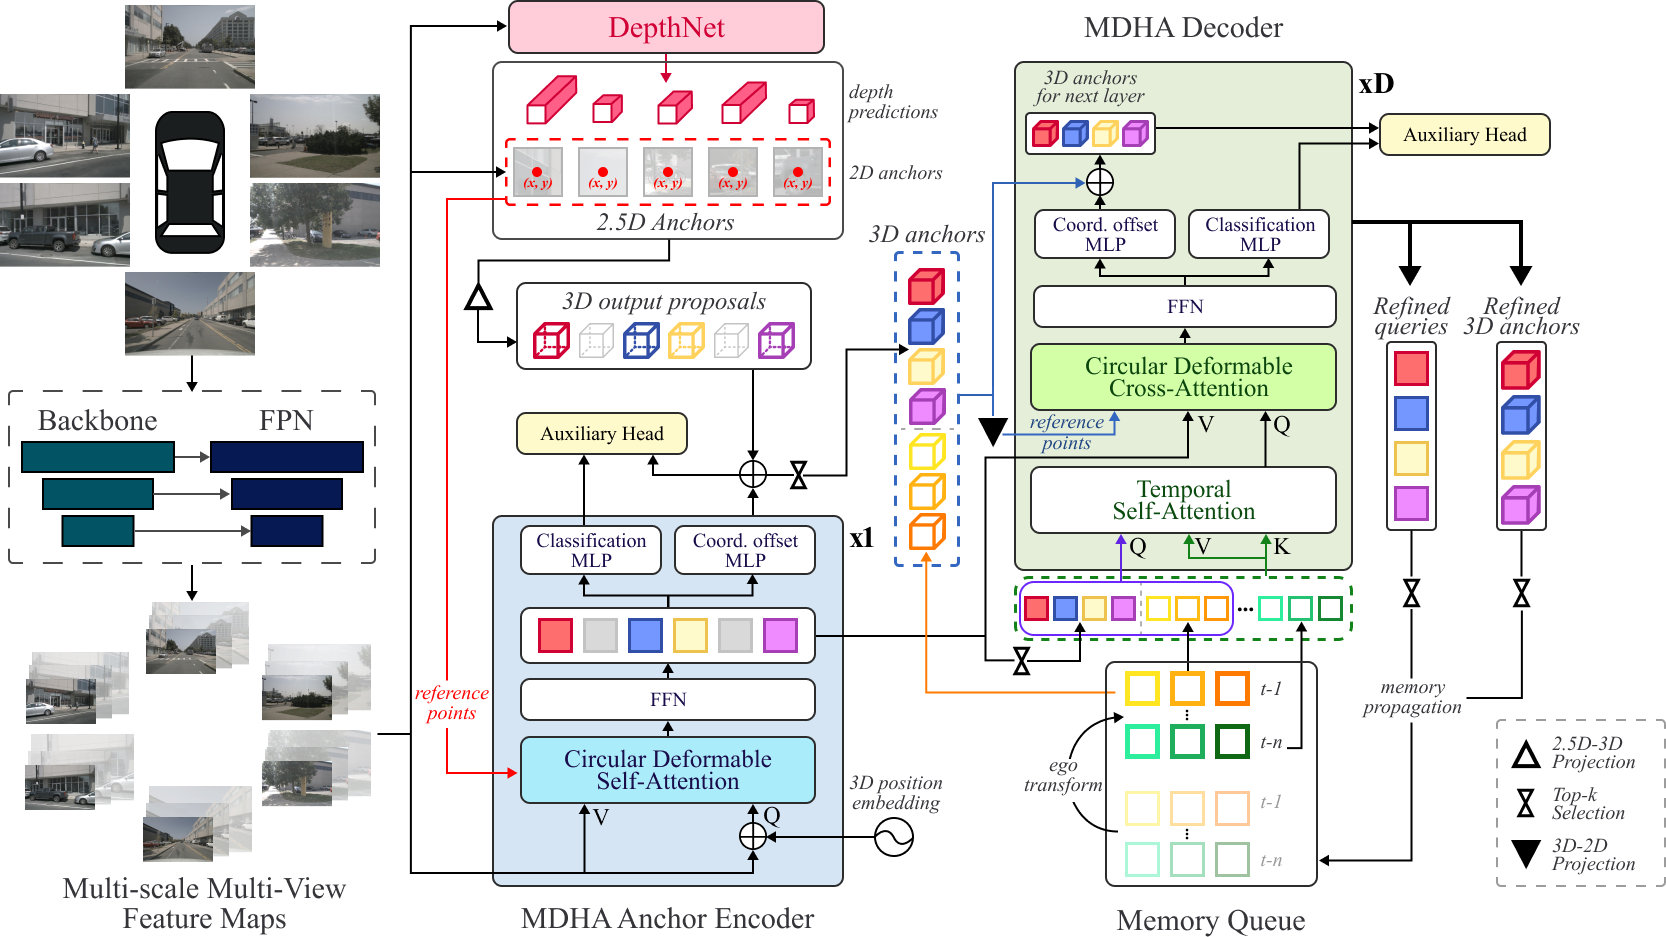 DepthNet
depth
predictions
(x, y)
(x, y)
(x, y)
(x, y)
(x, y)
2D anchors
2.5D Anchors
3D output proposals
Backbone
FPN
Multi-scale Multi-View
Feature Maps
reference
points
Auxiliary Head
x1
Classification
MLP
Coord. offset
MLP
FFN
Circular Deformable
Self-Attention
V
Q
3D position
embedding
MDHA Anchor Encoder
3D anchors
MDHA Decoder
xD
3D anchors
for next layer
Auxiliary Head
Coord. offset
MLP
Classification
MLP
FFN
Circular Deformable
Cross-Attention
reference
points
V
Q
Temporal
Self-Attention
Q
V
K
...
t-1
t-n
ego
transform
t-1
t-n
Memory Queue
Refined
queries
Refined
3D anchors
memory
propagation
2.5D-3D
Projection
Top-k
Selection
3D-2D
Projection